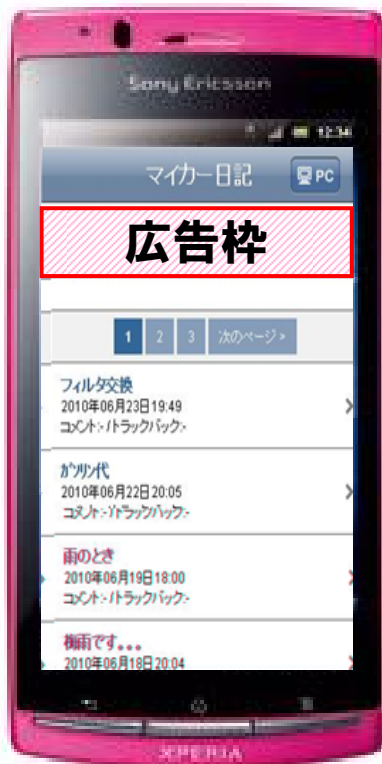 Sony Ericsson
12:34
マイカー日記
PC
広告枠
1 2 3 次のページ »
フィルタ交換
2010年06月23日19:49
コメント:- /トラックバック:-
ガソリン代
2010年06月22日20:05
コメント:- /トラックバック:-
雨のとき
2010年06月19日18:00
コメント:- /トラックバック:-
梅雨です。。。
2010年06月18日20:04
XPERIA